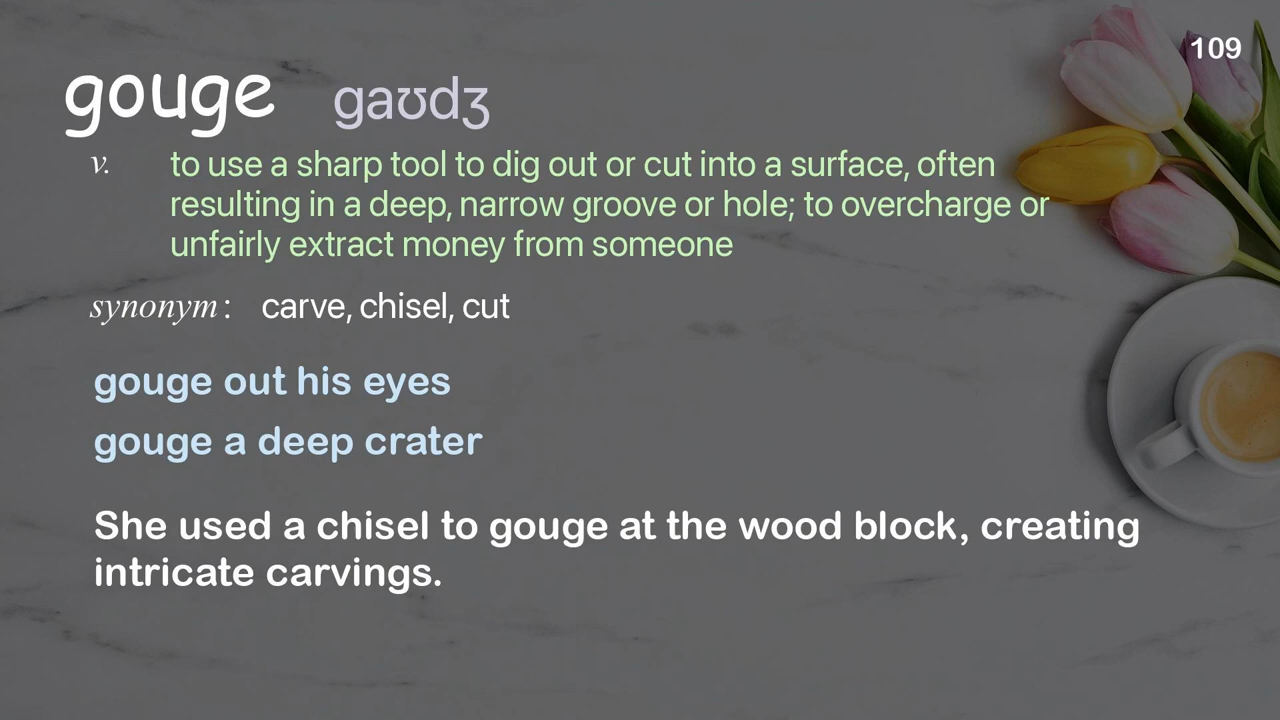 109
gouge gaʊdʒ
v. to use a sharp tool to dig out or cut into a surface, often
resulting in a deep, narrow groove or hole; to overcharge or
unfairly extract money from someone
synonym: carve, chisel, cut
gouge out his eyes
gouge a deep crater
She used a chisel to gouge at the wood block, creating
intricate carvings.